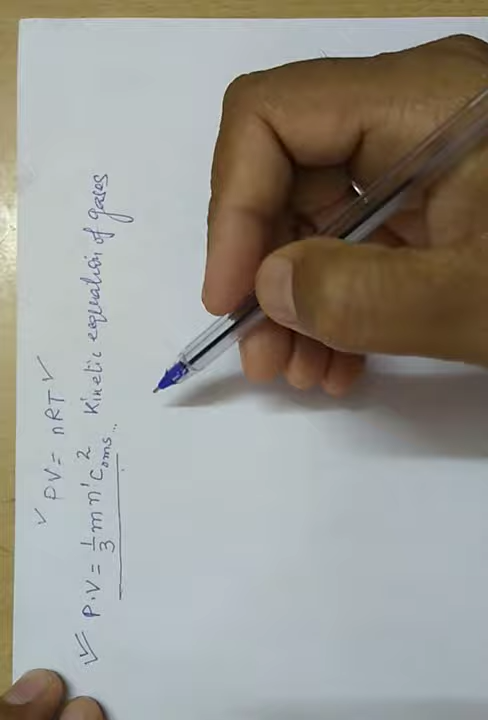 ✓ PV = nRT ✓
✓ P.V = 1/3 m n' C²rms.. Kinetic equation of gases